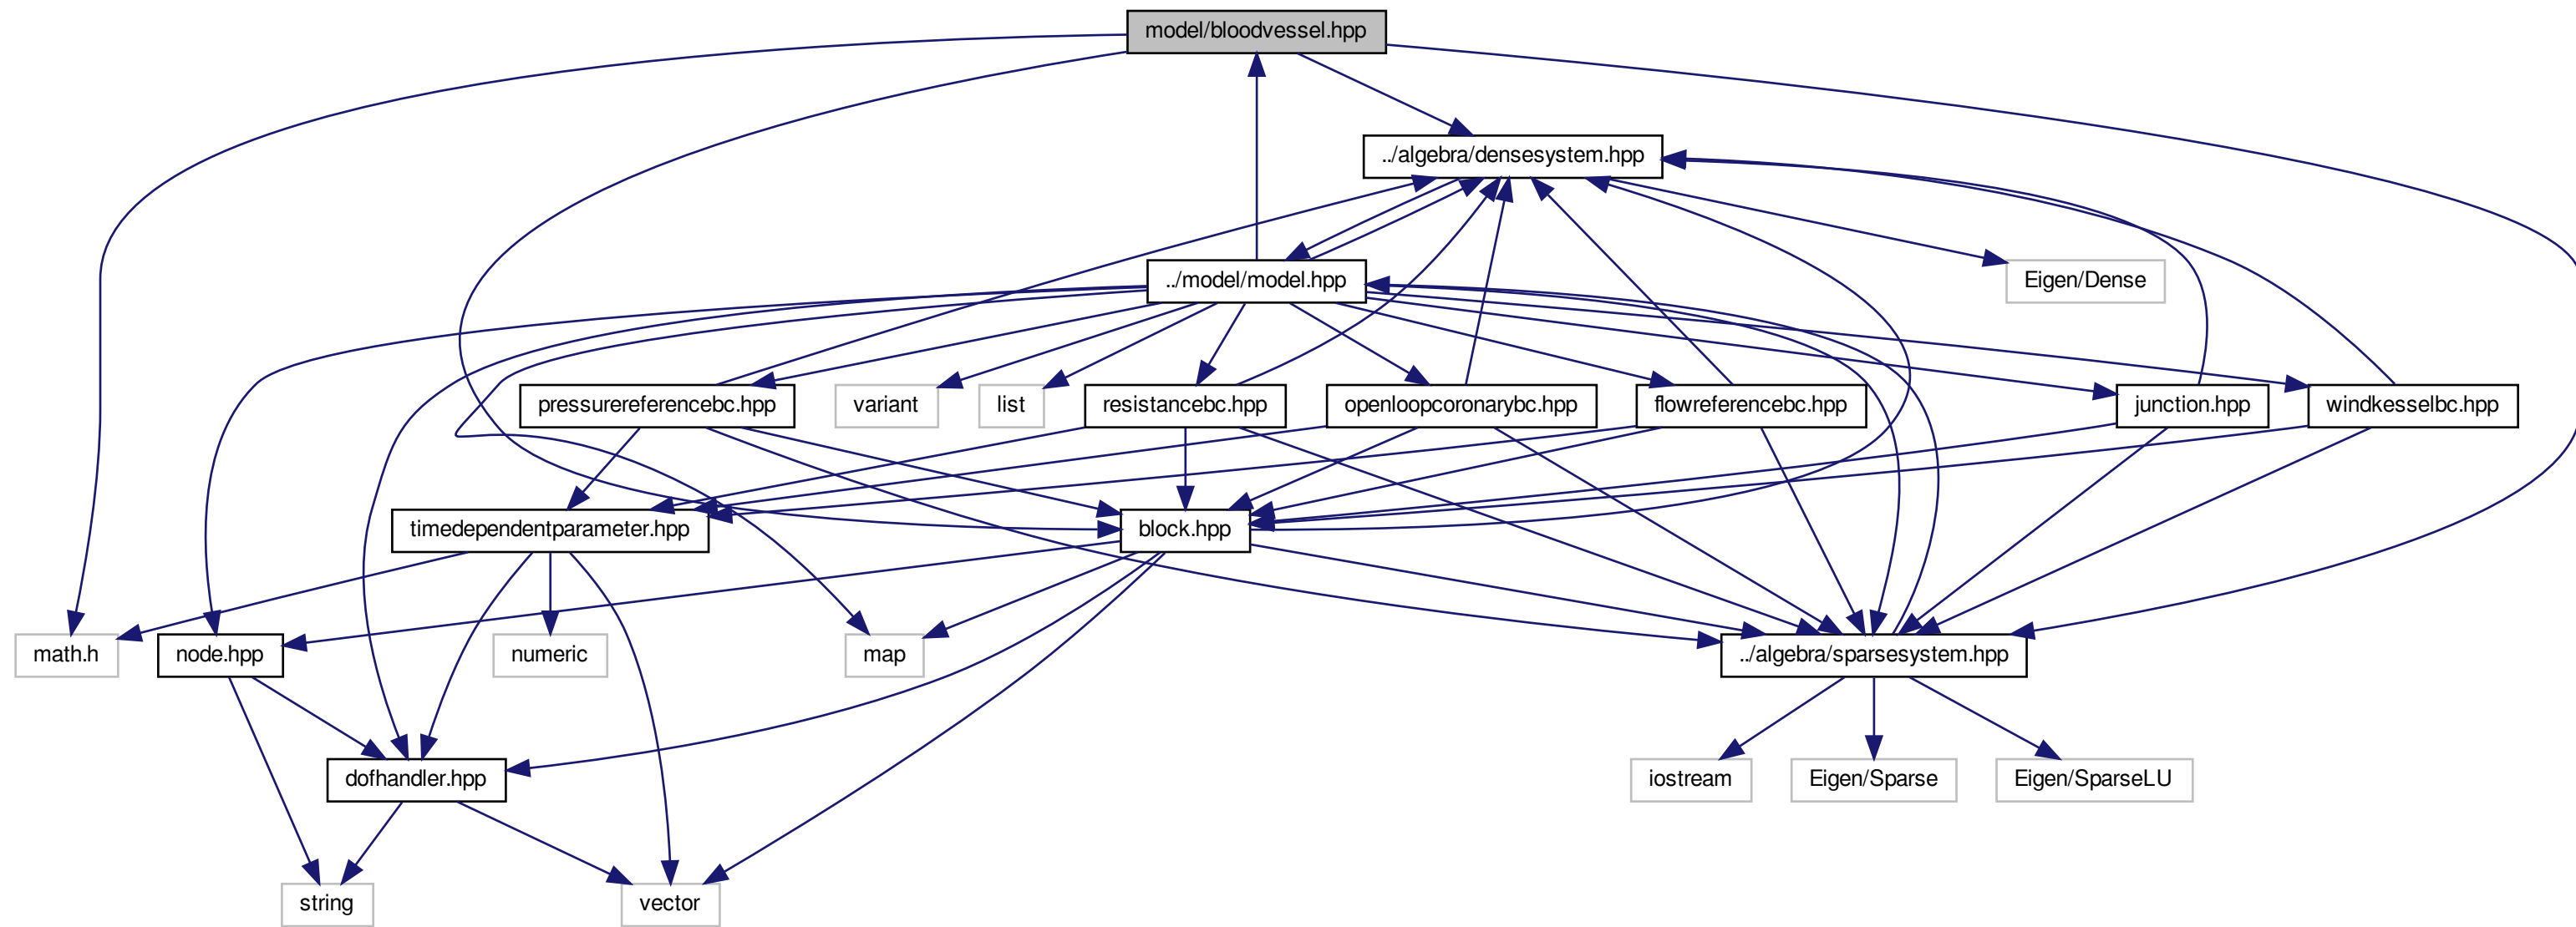 model/bloodvessel.hpp
../algebra/densesystem.hpp
../model/model.hpp
Eigen/Dense
pressurereferencebc.hpp
variant
list
resistancebc.hpp
openloopcoronarybc.hpp
flowreferencebc.hpp
junction.hpp
windkesselbc.hpp
timedependentparameter.hpp
block.hpp
math.h
node.hpp
numeric
map
../algebra/sparsesystem.hpp
dofhandler.hpp
iostream
Eigen/Sparse
Eigen/SparseLU
string
vector